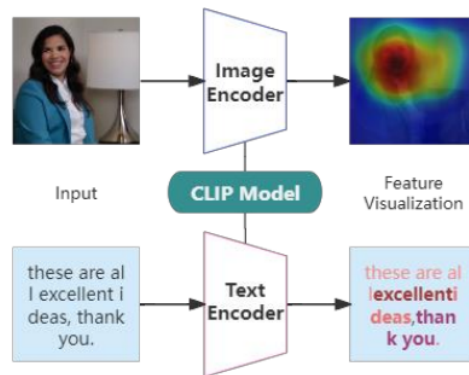 Image
Encoder
Input
CLIP Model
Feature
Visualization
these are al
l excellent i
deas, thank
you.
Text
Encoder
these are al
lexcellenti
deas,than
k you.